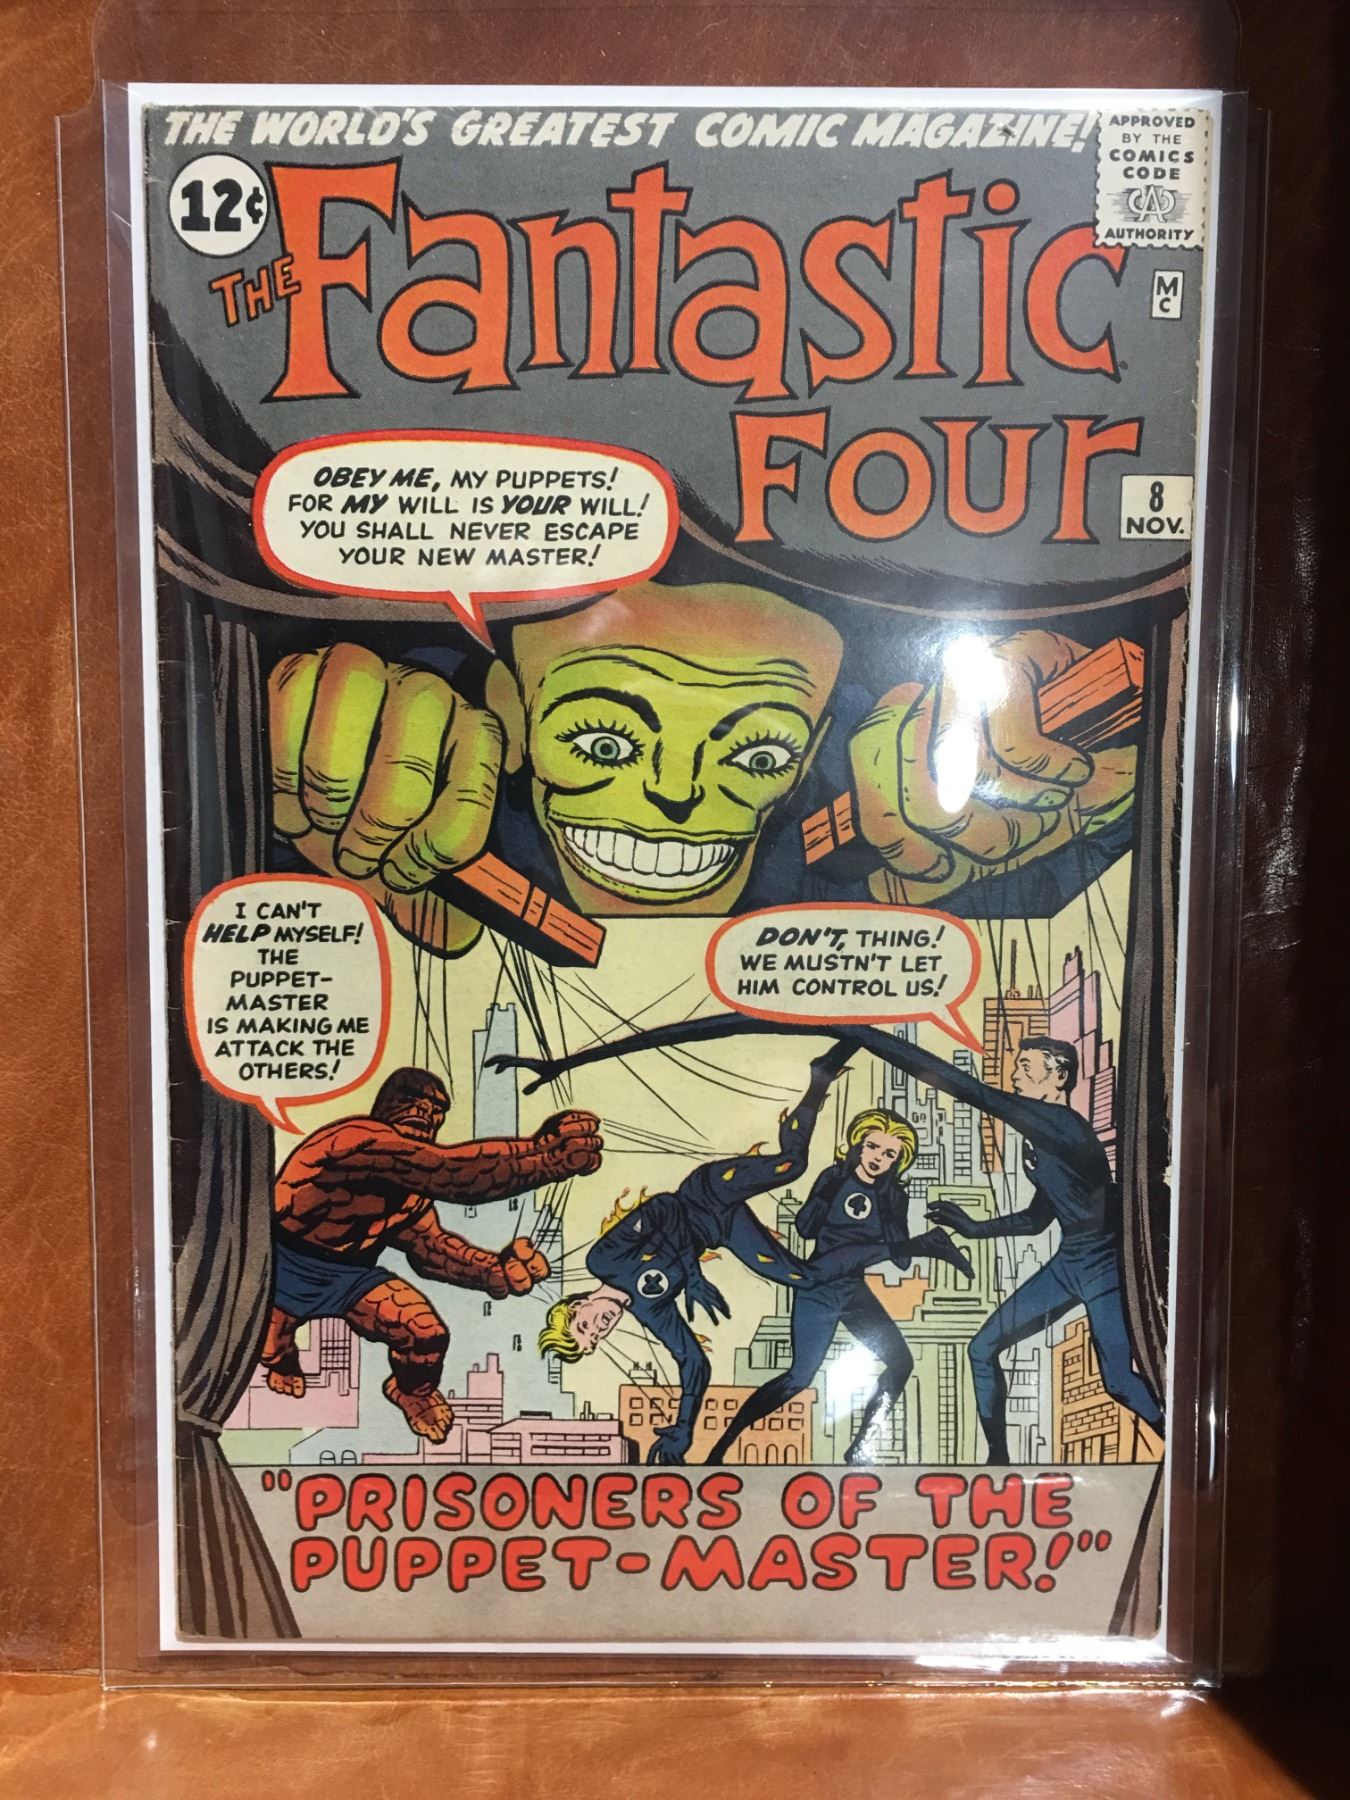 THE WORLD'S GREATEST COMIC MAGAZINE!
APPROVED
BY THE
COMICS
CODE
CA
AUTHORITY
12¢
THE Fantastic
Four
M
C
8
NOV.
OBEY ME, MY PUPPETS!
FOR MY WILL IS YOUR WILL!
YOU SHALL NEVER ESCAPE
YOUR NEW MASTER!
I CAN'T
HELP MYSELF!
THE
PUPPET-
MASTER
IS MAKING ME
ATTACK THE
OTHERS!
DON'T, THING!
WE MUSTN'T LET
HIM CONTROL US!
4
4
"PRISONERS OF THE
PUPPET-MASTER!"